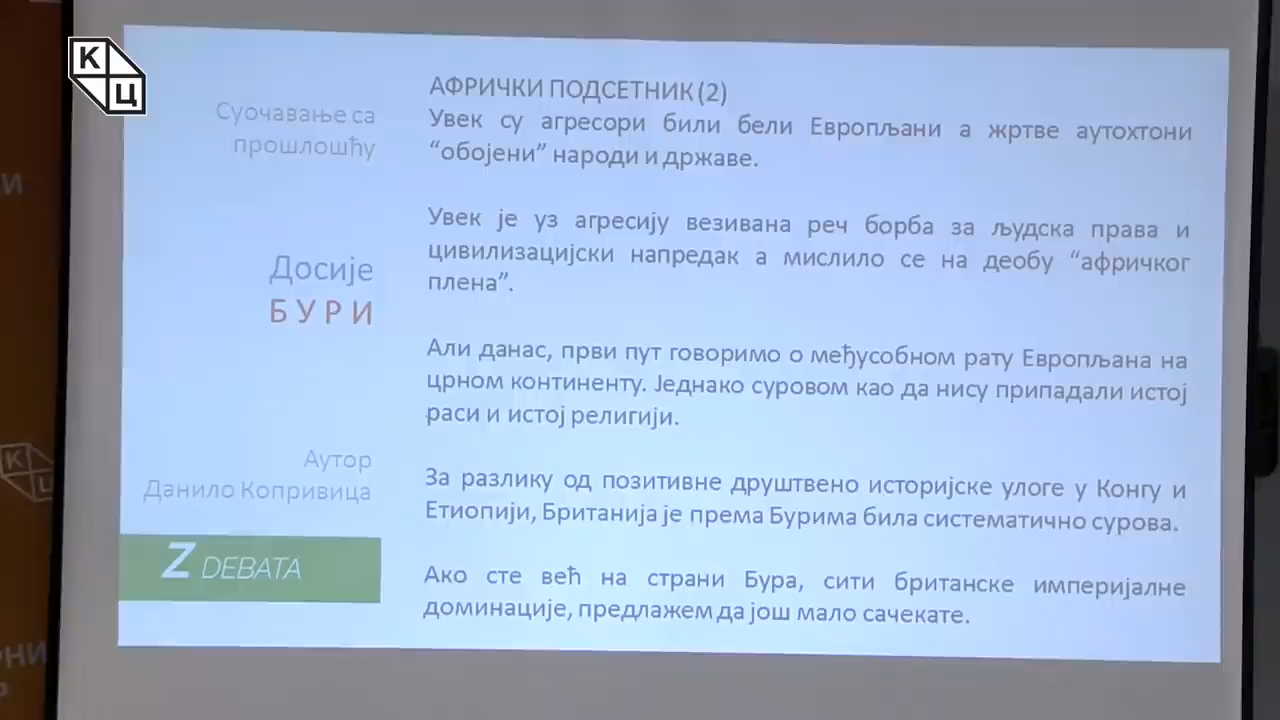 К
Ц
Суочавање са
прошлошћу
Досије
БУРИ
Аутор
Данило Копривица
Z DEBATA
АФРИЧКИ ПОДСЕТНИК (2)
Увек су агресори били бели Европљани а жртве аутохтони
“обојени” народи и државе.
Увек је уз агресију везивана реч борба за људска права и
цивилизацијски напредак а мислило се на деобу “афричког
плена”.
Али данас, први пут говоримо о међусобном рату Европљана на
црном континенту. Једнако суровом као да нису припадали истој
раси и истој религији.
За разлику од позитивне друштвено историјске улоге у Конгу и
Етиопији, Британија је према Бурима била систематично сурова.
Ако сте већ на страни Бура, сити британске империјалне
доминације, предлажем да још мало сачекате.